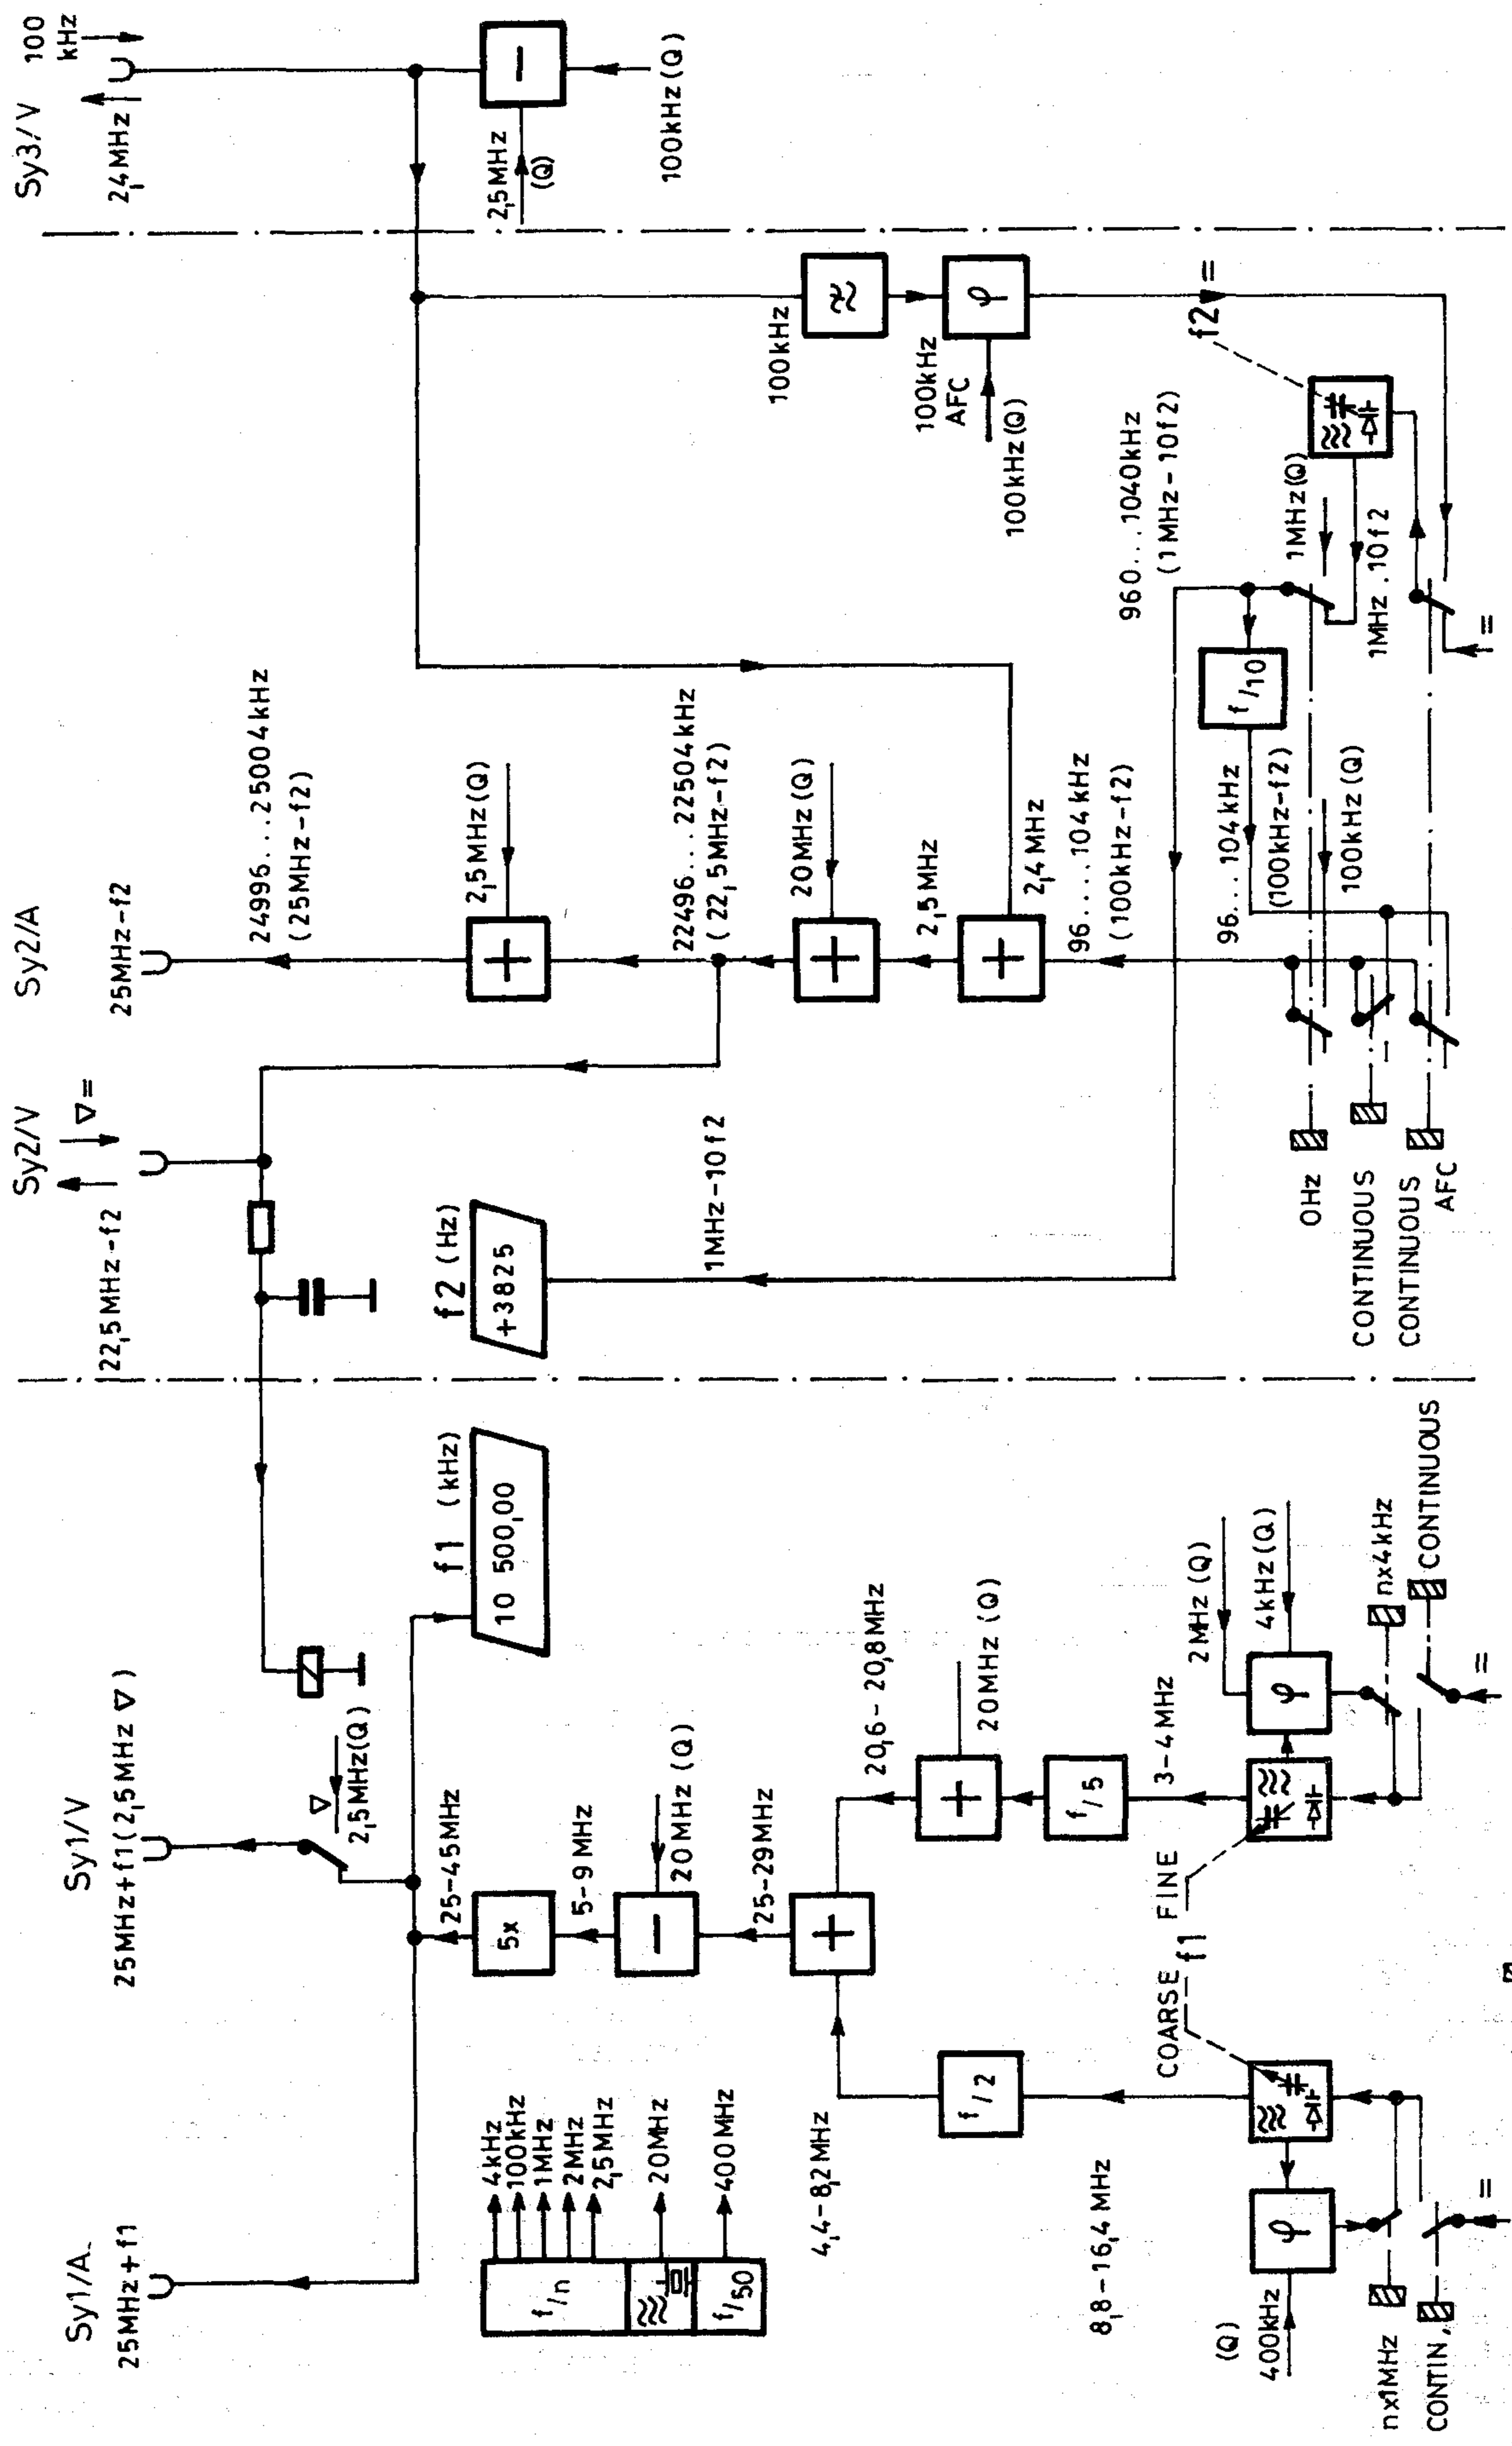 Sy1/A
25MHz+f1
Sy1/V
25MHz+f1(2,5MHz ∇)
Sy2/V
22,5MHz-f2
∇=
Sy2/A
25MHz-f2
Sy3/V
2,4MHz
100
kHz
∇
2,5MHz(Q)
24996...25004kHz
(25MHz-f2)
2,5MHz
(Q)
100kHz(Q)
4kHz
100kHz
1MHz
2MHz
2,5MHz
20MHz
400MHz
f/n
f/50
25-45MHz
5x
5-9MHz
20MHz(Q)
25-29MHz
f1 (kHz)
10 500,00
f2 (Hz)
+3825
1MHz-10f2
2,5MHz(Q)
22496...22504kHz
(22,5MHz-f2)
20MHz(Q)
2,5MHz
2,4MHz
96....104kHz
(100kHz-f2)
100kHz
φ
100kHz
AFC
100kHz(Q)
f2
=
4,4-8,2MHz
f/2
8,8-16,4MHz
COARSE
FINE
f1
20,6-20,8MHz
20MHz(Q)
f/5
3-4MHz
2MHz(Q)
4kHz(Q)
φ
nx4kHz
CONTINUOUS
=
(Q)
400kHz
φ
nx1MHz
CONTIN,
=
960...1040kHz
(1MHz-10f2)
f/10
96....104kHz
(100kHz-f2)
100kHz(Q)
1MHz(Q)
1MHz.10f2
=
0Hz
CONTINUOUS
CONTINUOUS
AFC